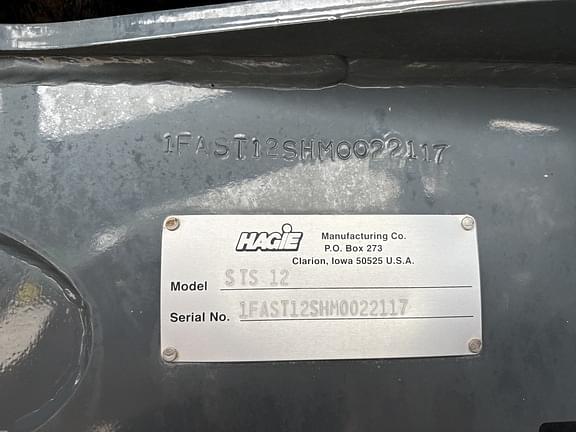 1FAST12SHM0022117
HAGIE Manufacturing Co.
P.O. Box 273
Clarion, Iowa 50525 U.S.A.
Model STS 12
Serial No. 1FAST12SHM0022117